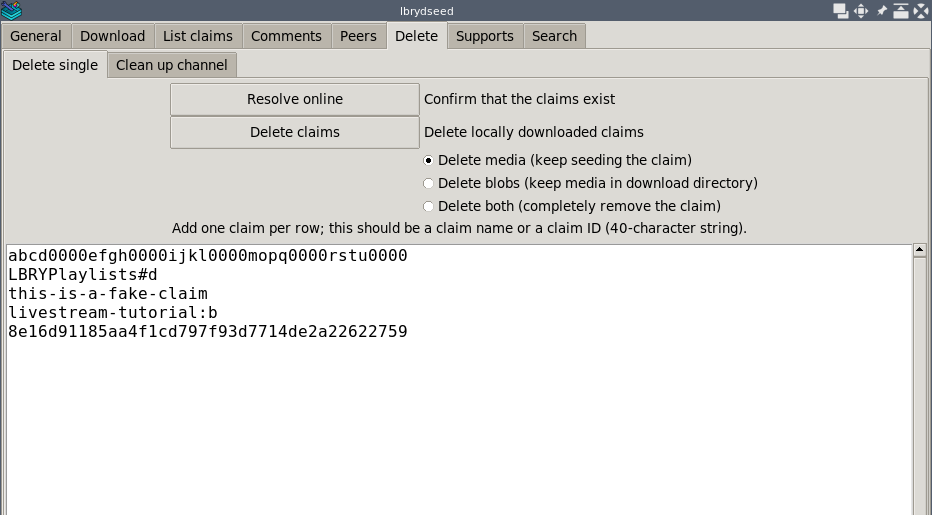 lbrydseed
General Download List claims Comments Peers Delete Supports Search
Delete single Clean up channel
Resolve online Confirm that the claims exist
Delete claims Delete locally downloaded claims
Delete media (keep seeding the claim)
Delete blobs (keep media in download directory)
Delete both (completely remove the claim)
Add one claim per row; this should be a claim name or a claim ID (40-character string).
abcd0000efgh0000ijkl0000mopq0000rstu0000
LBRYPlaylists#d
this-is-a-fake-claim
livestream-tutorial:b
8e16d91185aa4f1cd797f93d7714de2a22622759